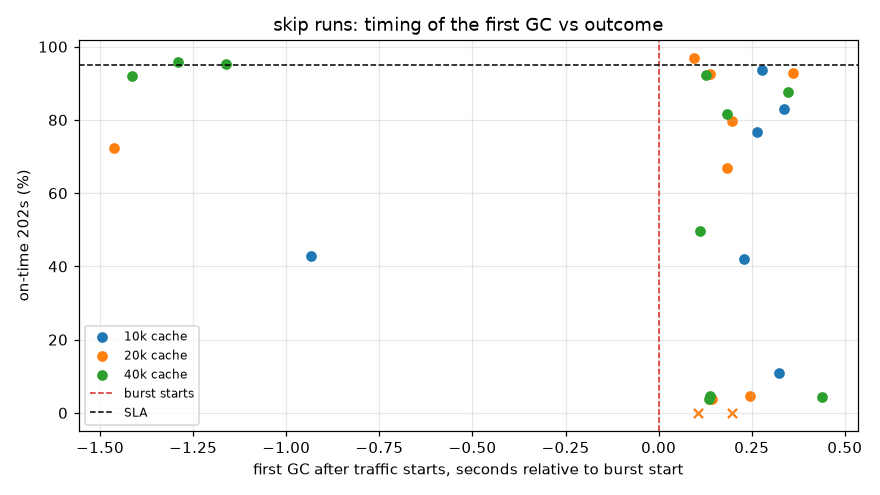 skip runs: timing of the first GC vs outcome
on-time 202s (%)
100
80
60
40
20
0
10k cache
20k cache
40k cache
burst starts
SLA
−1.50
−1.25
−1.00
−0.75
−0.50
−0.25
0.00
0.25
0.50
first GC after traffic starts, seconds relative to burst start